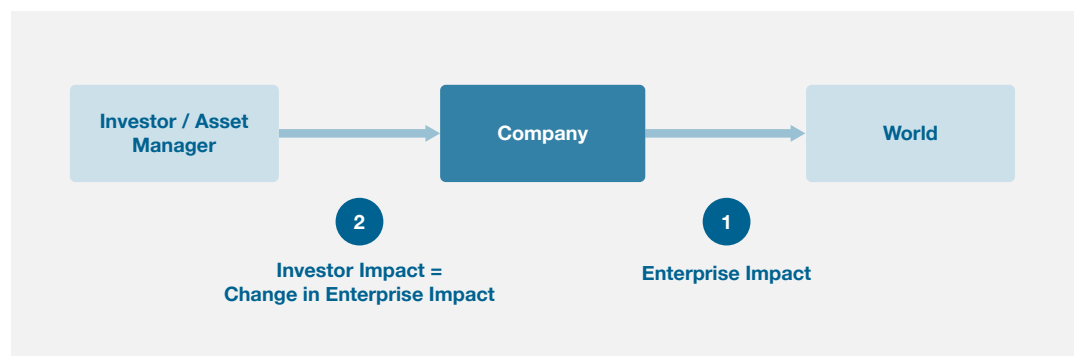 Investor / Asset
Manager
Company
World
2
1
Investor Impact =
Change in Enterprise Impact
Enterprise Impact